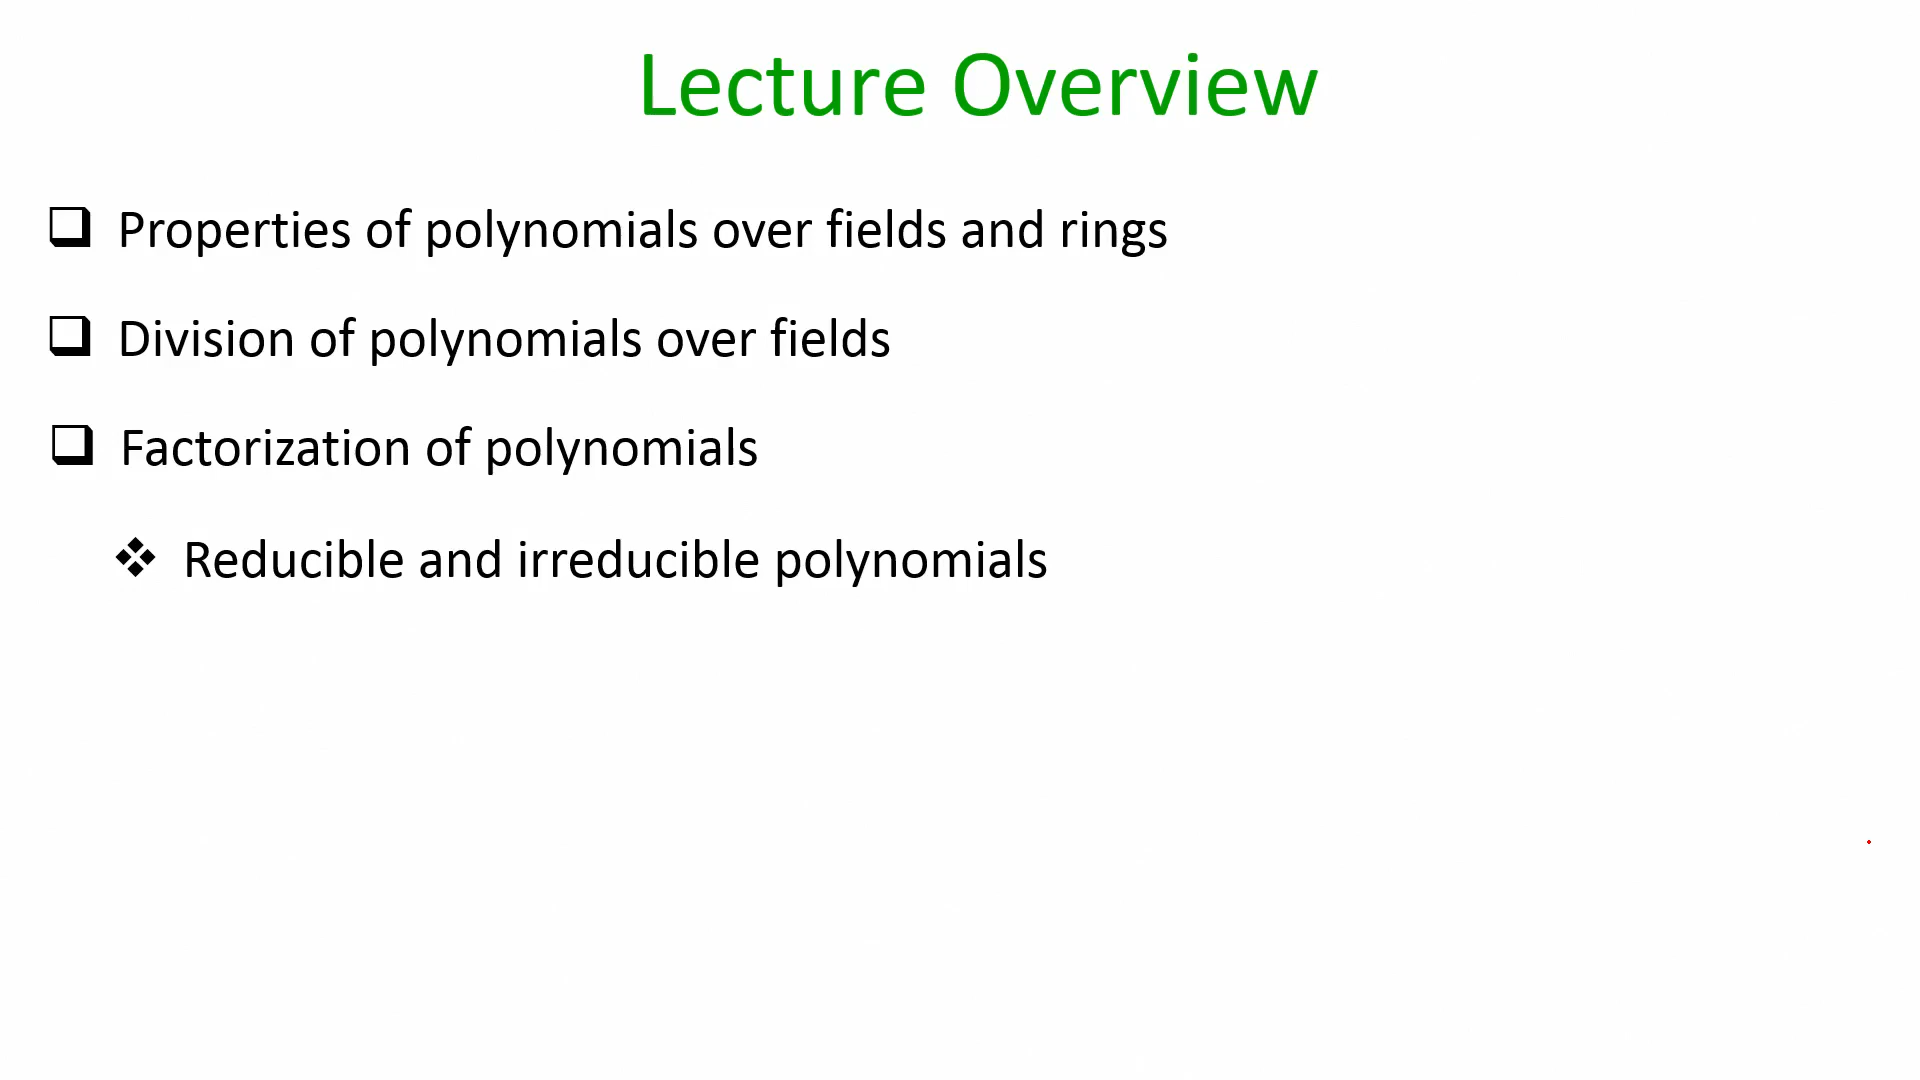 Lecture Overview
Properties of polynomials over fields and rings
Division of polynomials over fields
Factorization of polynomials
Reducible and irreducible polynomials